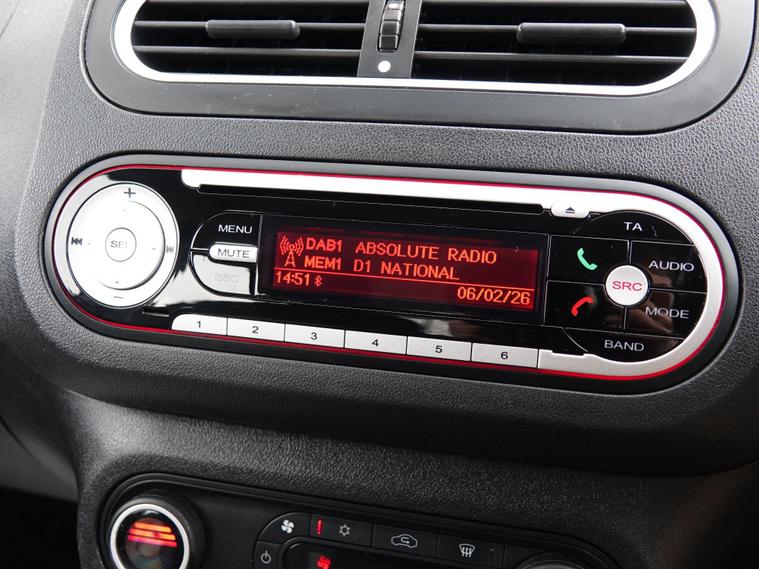 +
SEL
−
MENU
MUTE
ESC
DAB1 ABSOLUTE RADIO
MEM1 D1 NATIONAL
14:51
06/02/26
TA
AUDIO
SRC
MODE
BAND
1 2 3 4 5 6